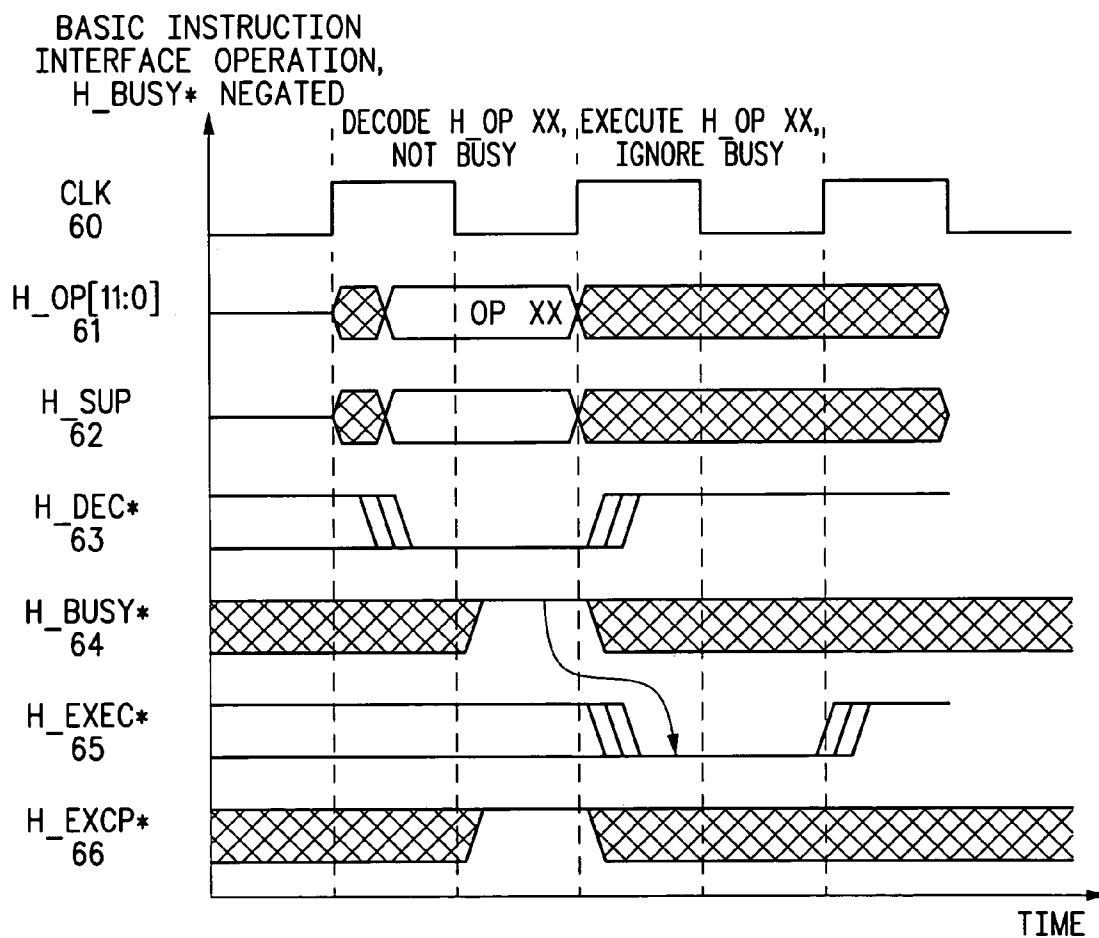 BASIC INSTRUCTION
INTERFACE OPERATION,
H_BUSY* NEGATED
DECODE H_OP XX, EXECUTE H_OP XX,
NOT BUSY IGNORE BUSY
CLK
60
H_OP[11:0]
61
OP XX
H_SUP
62
H_DEC*
63
H_BUSY*
64
H_EXEC*
65
H_EXCP*
66
TIME